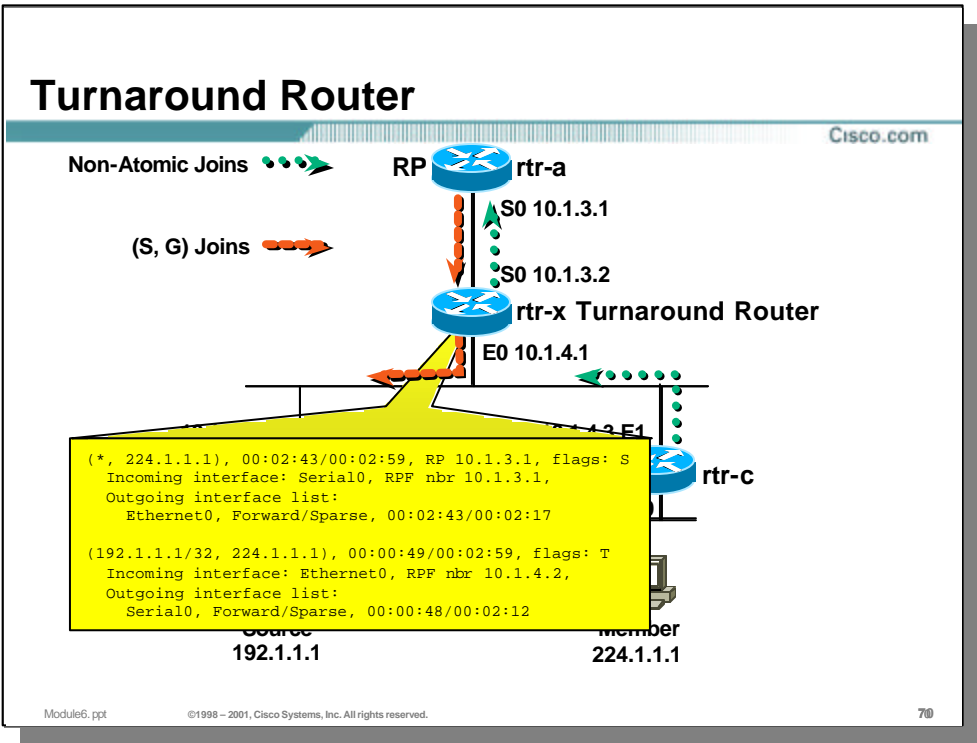 Turnaround Router
Cisco.com
Non-Atomic Joins
RP
rtr-a
S0 10.1.3.1
(S, G) Joins
S0 10.1.3.2
rtr-x Turnaround Router
E0 10.1.4.1
E1
rtr-c
(*, 224.1.1.1), 00:02:43/00:02:59, RP 10.1.3.1, flags: S
Incoming interface: Serial0, RPF nbr 10.1.3.1,
Outgoing interface list:
Ethernet0, Forward/Sparse, 00:02:43/00:02:17
(192.1.1.1/32, 224.1.1.1), 00:00:49/00:02:59, flags: T
Incoming interface: Ethernet0, RPF nbr 10.1.4.2,
Outgoing interface list:
Serial0, Forward/Sparse, 00:00:48/00:02:12
Source
192.1.1.1
Member
224.1.1.1
Module6.ppt
©1998 – 2001, Cisco Systems, Inc. All rights reserved.